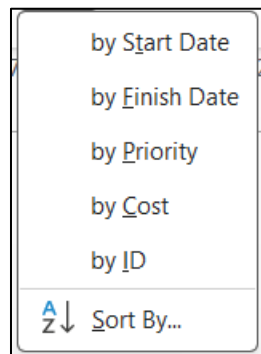 by Start Date
by Finish Date
by Priority
by Cost
by ID
A
Z
Sort By...